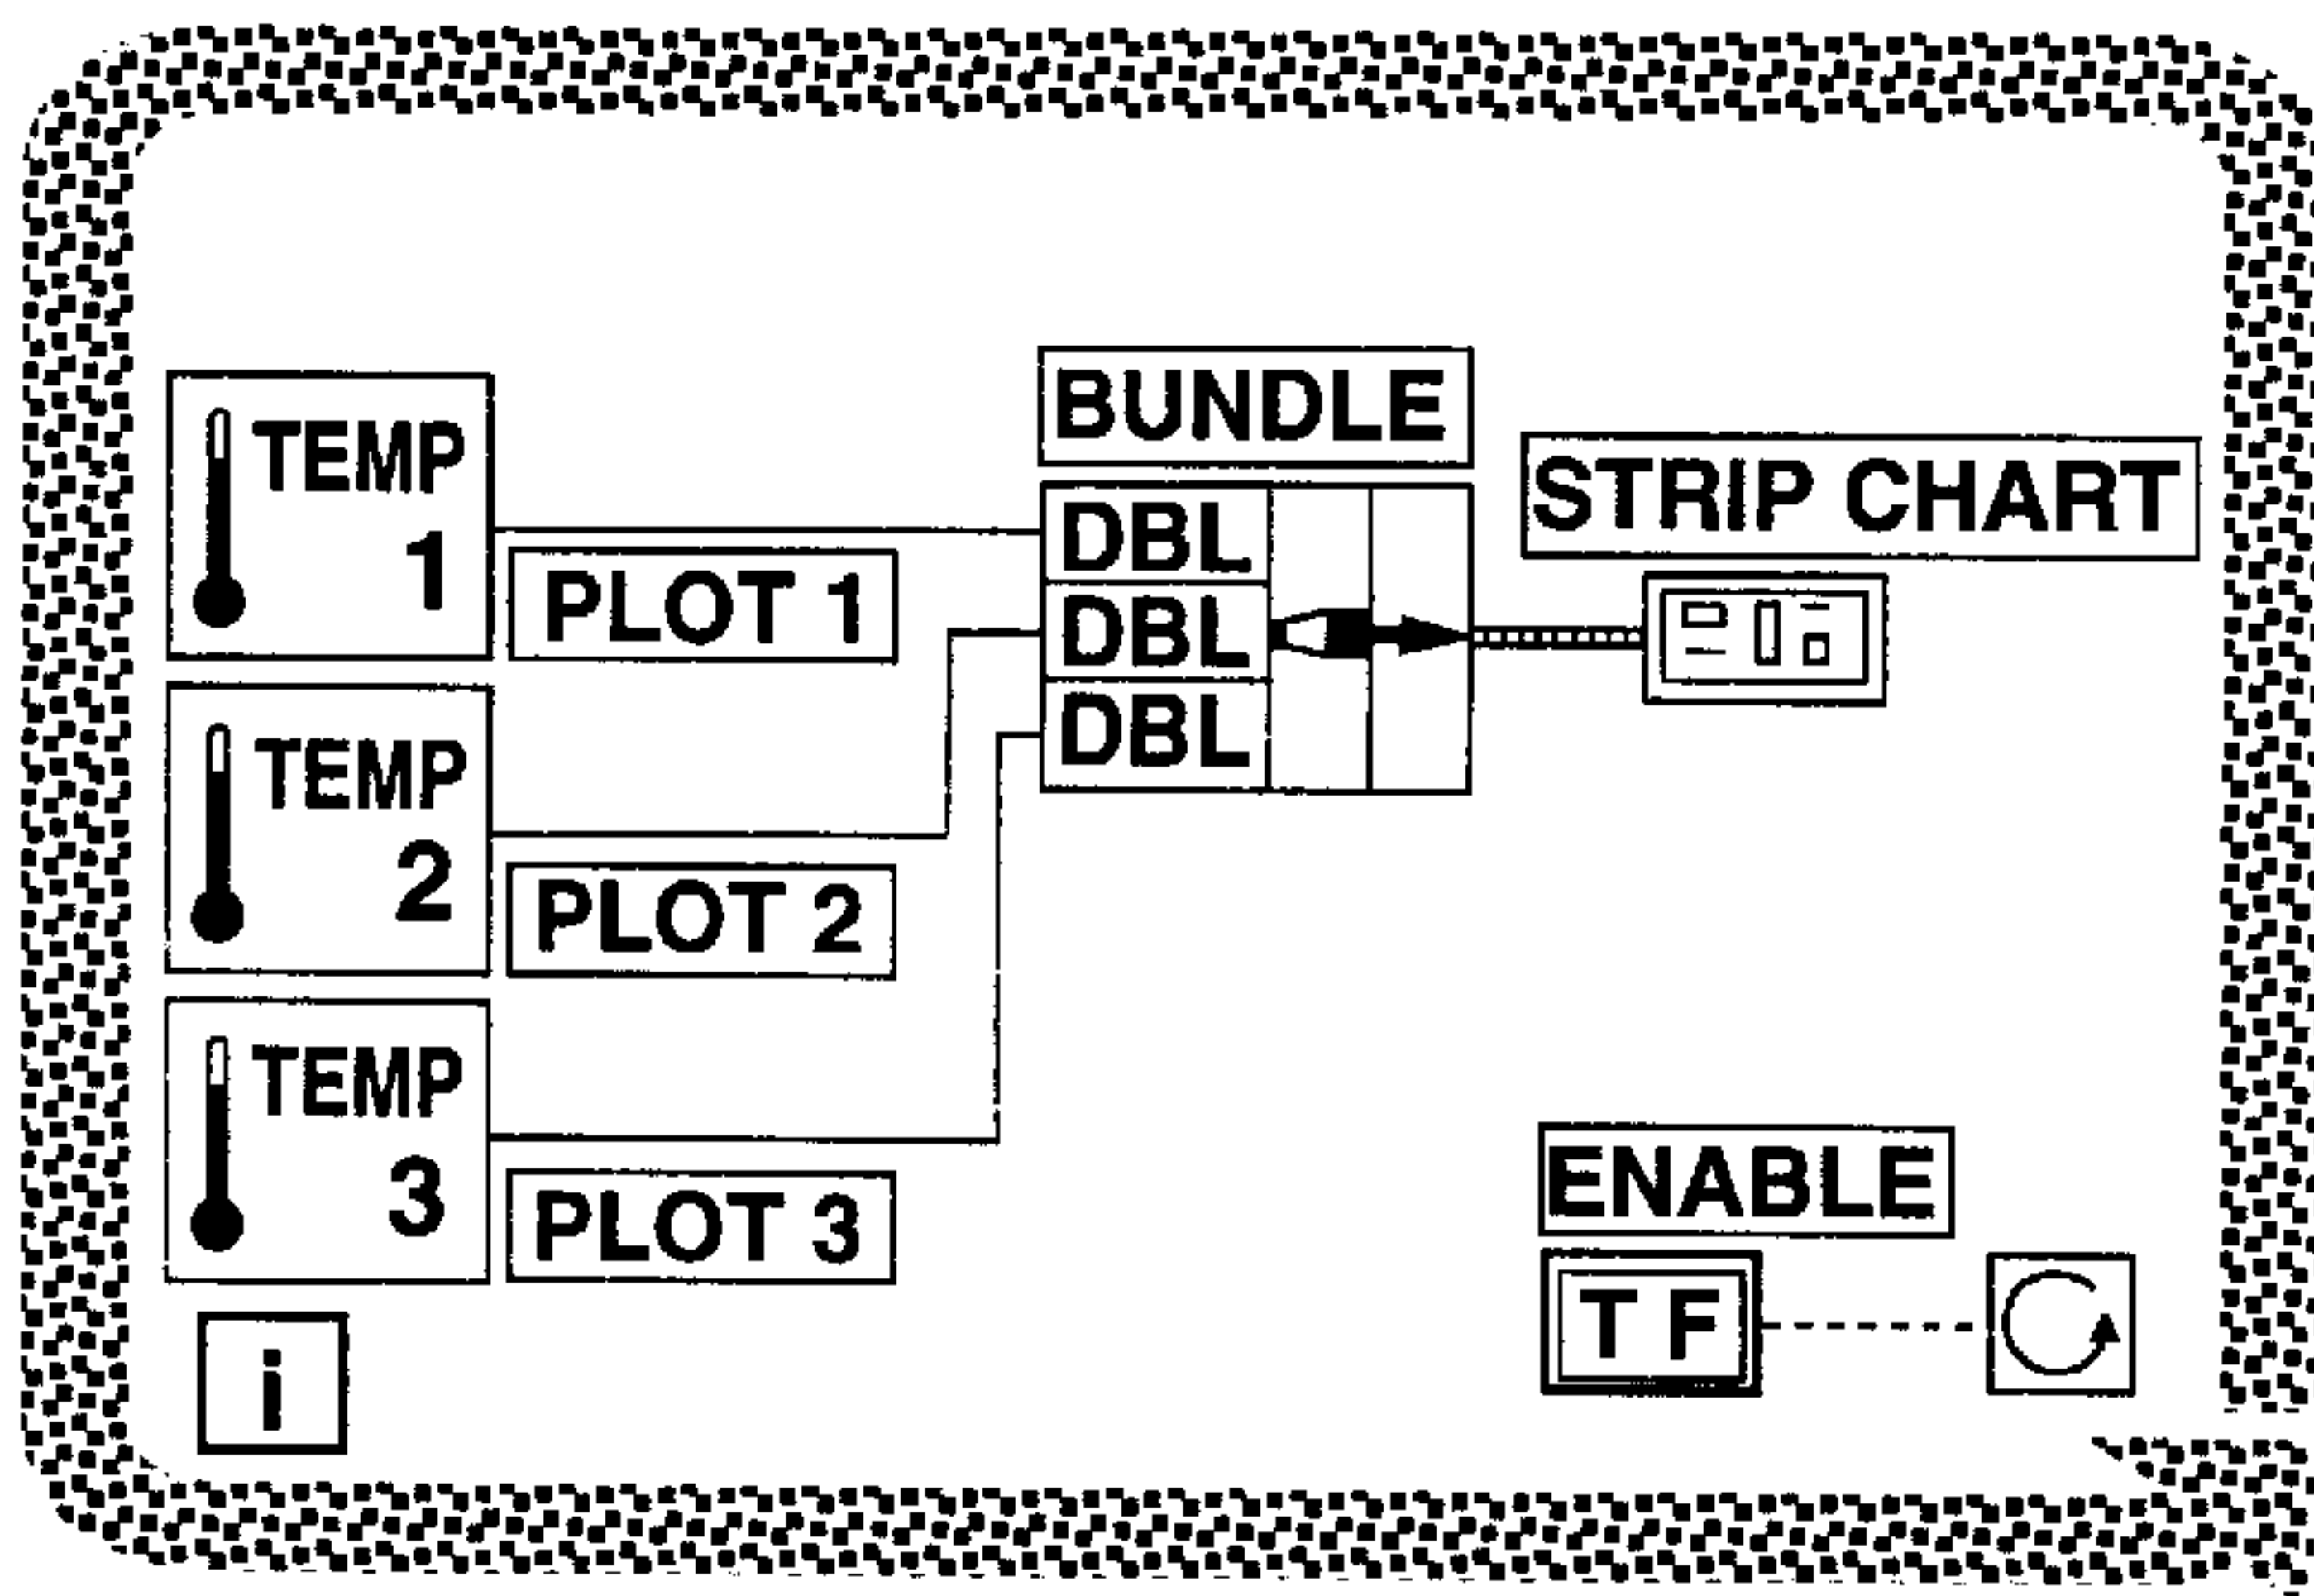 TEMP
1
PLOT 1
TEMP
2
PLOT 2
TEMP
3
PLOT 3
i
BUNDLE
DBL
DBL
DBL
STRIP CHART
ENABLE
T F